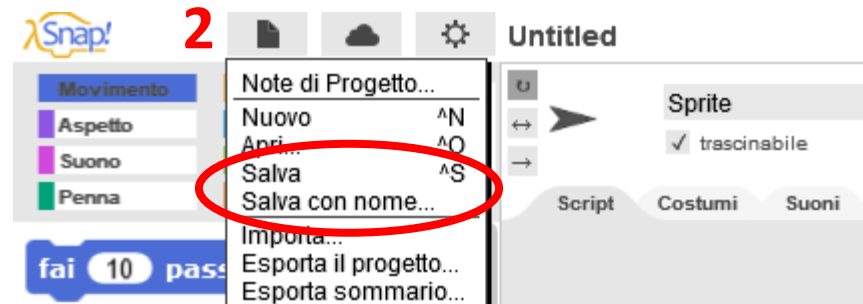 λSnap!
2
Untitled
Movimento
Aspetto
Suono
Penna
Note di Progetto...
Nuovo ^N
Apri... ^O
Salva ^S
Salva con nome...
Importa...
Esporta il progetto...
Esporta sommario...
Sprite
trascinabile
Script Costumi Suoni
fai 10 pass